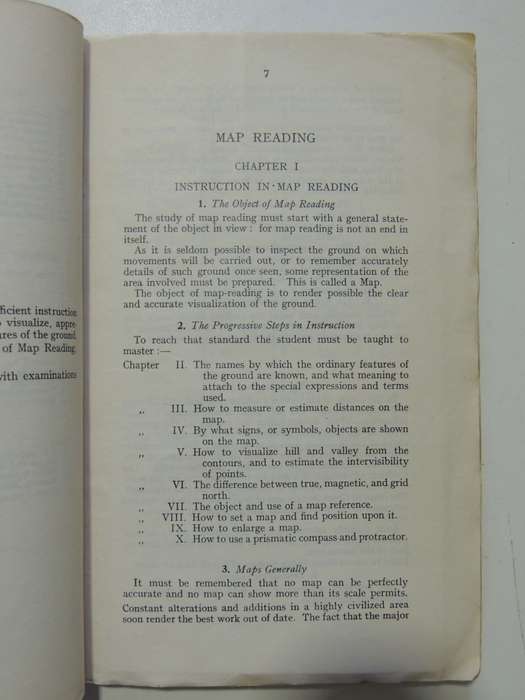 fficient instruction
visualize, appre-
res of the ground
of Map Reading.
with examinations
7
MAP READING
CHAPTER I
INSTRUCTION IN MAP READING
1. The Object of Map Reading
The study of map reading must start with a general state-
ment of the object in view : for map reading is not an end in
itself.
As it is seldom possible to inspect the ground on which
movements will be carried out, or to remember accurately
details of such ground once seen, some representation of the
area involved must be prepared. This is called a Map.
The object of map-reading is to render possible the clear
and accurate visualization of the ground.
2. The Progressive Steps in Instruction
To reach that standard the student must be taught to
master :—
Chapter II. The names by which the ordinary features of
the ground are known, and what meaning to
attach to the special expressions and terms
used.
„ III. How to measure or estimate distances on the
map.
„ IV. By what signs, or symbols, objects are shown
on the map.
„ V. How to visualize hill and valley from the
contours, and to estimate the intervisibility
of points.
„ VI. The difference between true, magnetic, and grid
north.
„ VII. The object and use of a map reference.
„ VIII. How to set a map and find position upon it.
„ IX. How to enlarge a map.
„ X. How to use a prismatic compass and protractor.
3. Maps Generally
It must be remembered that no map can be perfectly
accurate and no map can show more than its scale permits.
Constant alterations and additions in a highly civilized area
soon render the best work out of date. The fact that the major